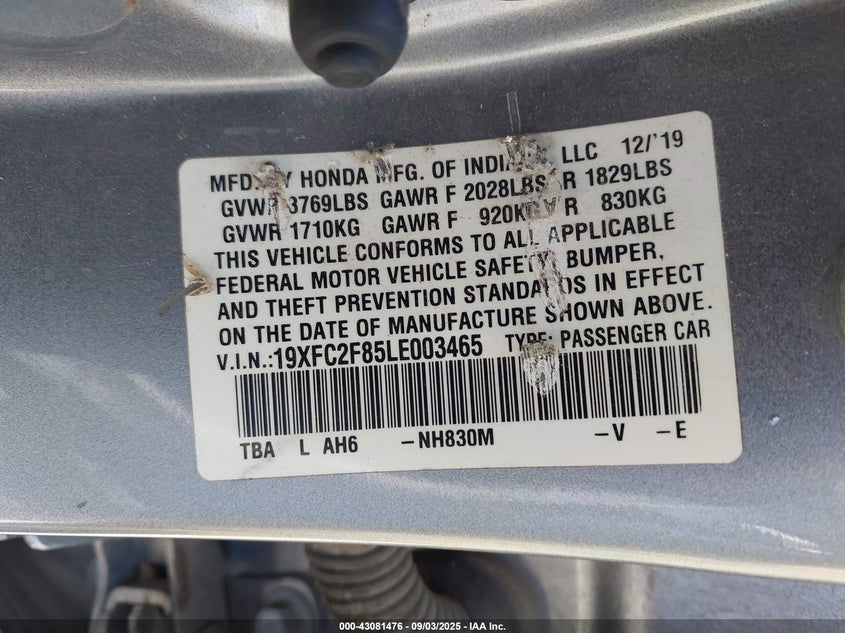 MFD. BY HONDA MFG. OF INDIANA, LLC 12/'19
GVWR 3769LBS GAWR F 2028LBS R 1829LBS
GVWR 1710KG GAWR F 920KG R 830KG
THIS VEHICLE CONFORMS TO ALL APPLICABLE
FEDERAL MOTOR VEHICLE SAFETY, BUMPER,
AND THEFT PREVENTION STANDARDS IN EFFECT
ON THE DATE OF MANUFACTURE SHOWN ABOVE.
V.I.N.:19XFC2F85LE003465 TYPE: PASSENGER CAR
TBA L AH6 -NH830M -V -E
000-43081476 - 09/03/2025 - IAA Inc.